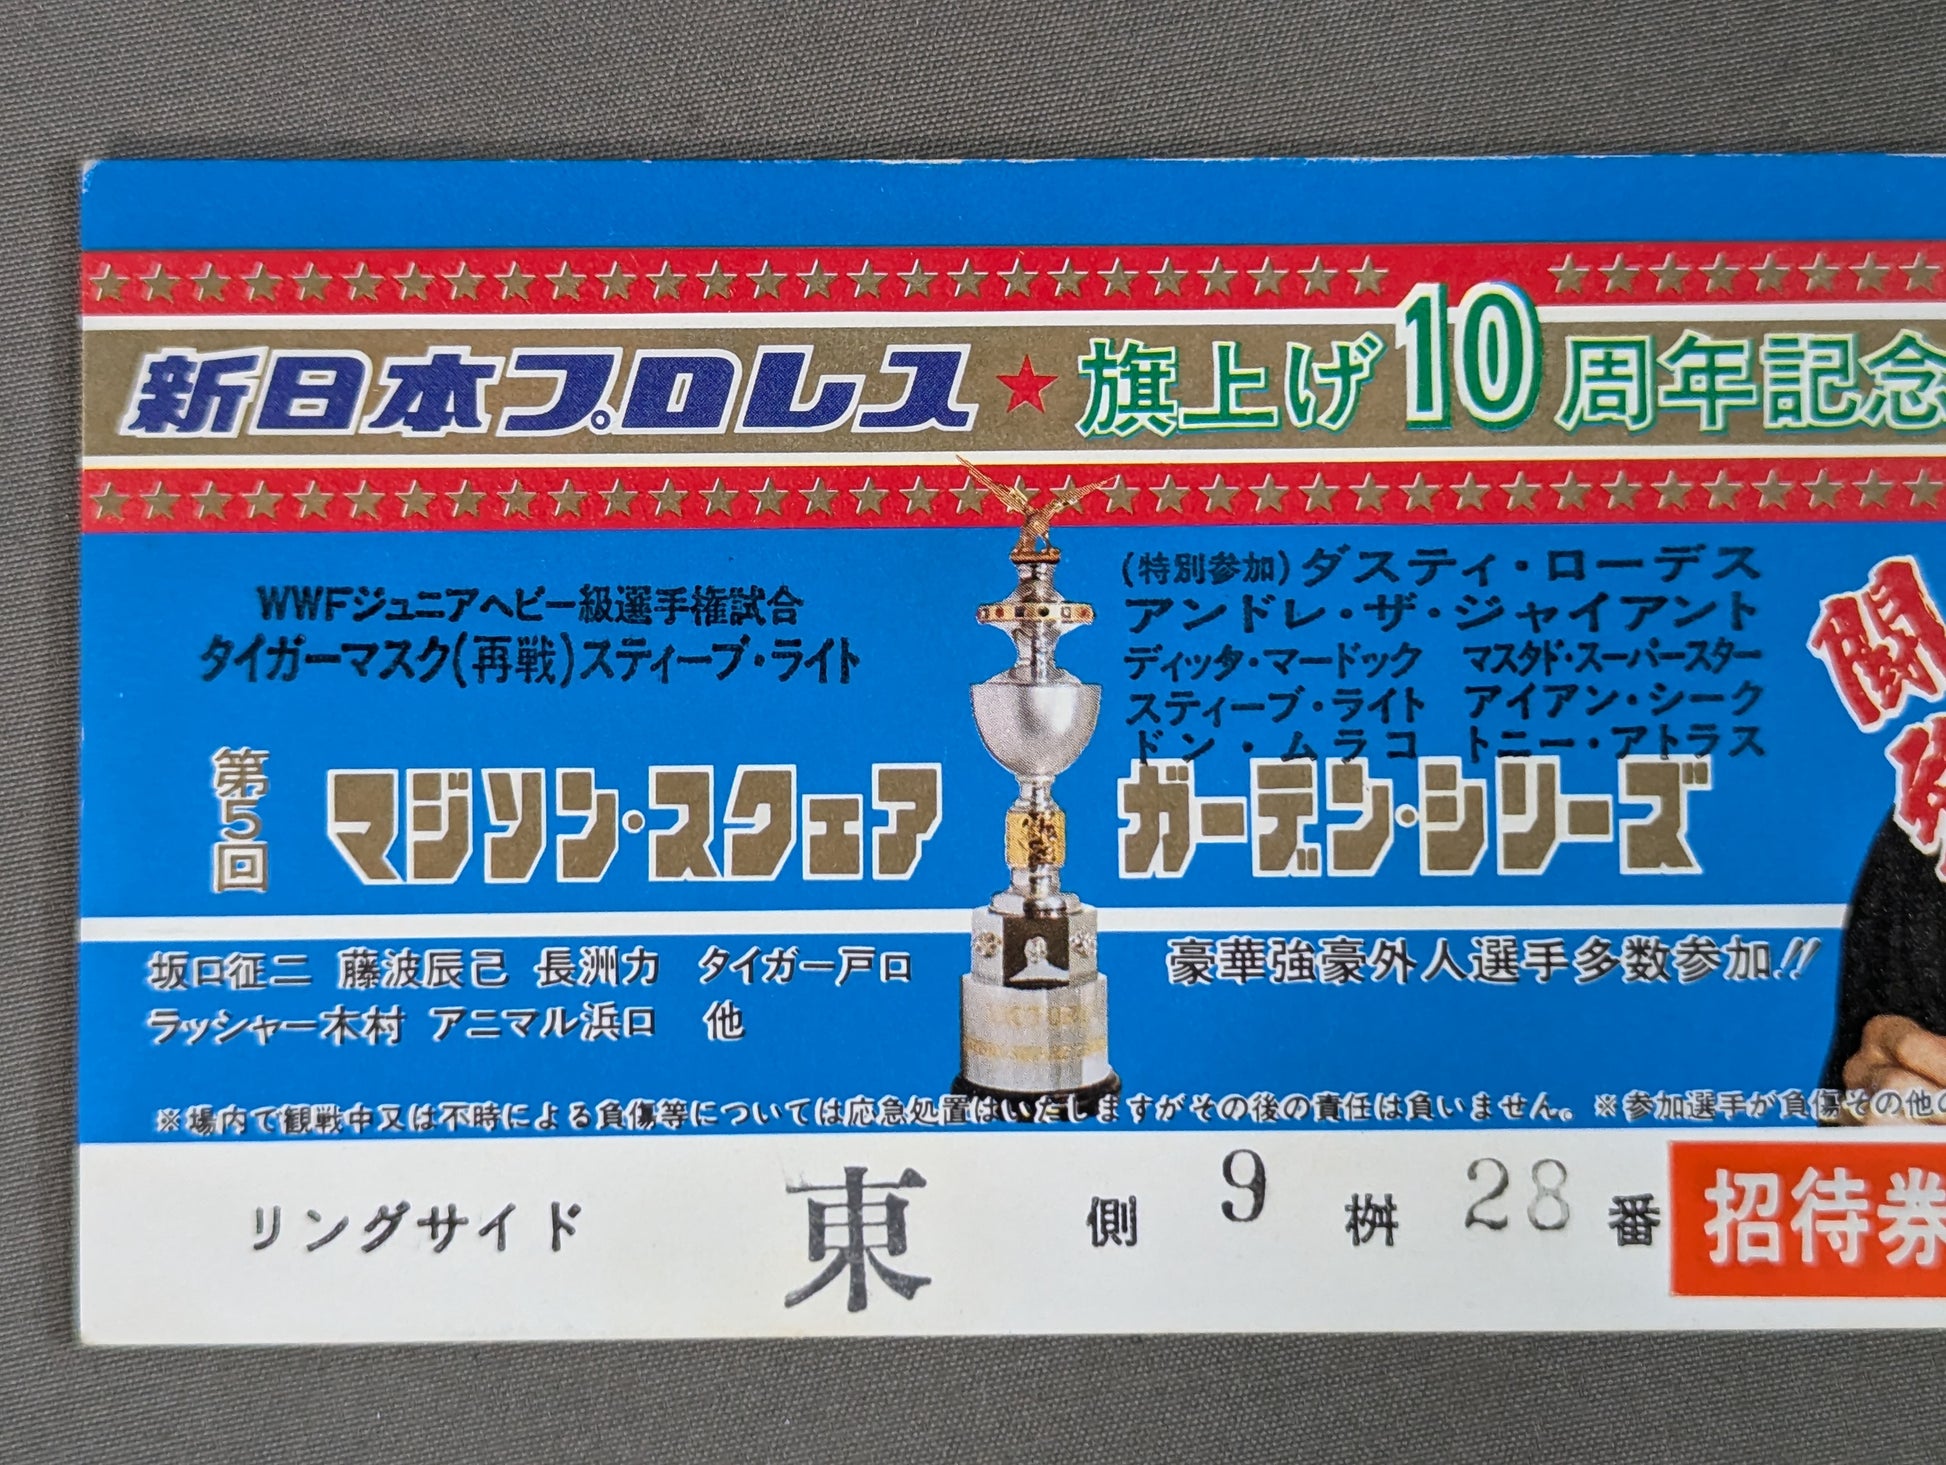 新日本プロレス★旗上げ10周年記念
WWFジュニアヘビー級選手権試合
タイガーマスク(再戦)スティーブ・ライト
(特別参加)ダスティ・ローデス
アンドレ・ザ・ジャイアント
ディッタ・マードック マスタド・スーパースター
スティーブ・ライト アイアン・シーク
ドン・ムラコ トニー・アトラス
第5回 マジソン・スクェア ガーデン・シリーズ
坂口征二 藤波辰己 長洲力 タイガー戸口
ラッシャー木村 アニマル浜口 他
豪華強豪外人選手多数参加!!
※場内で観戦中又は不時による負傷等については応急処置はいたしますがその後の責任は負いません。※参加選手が負傷その他の
リングサイド 東 側 9 桝 28 番 招待券
闘